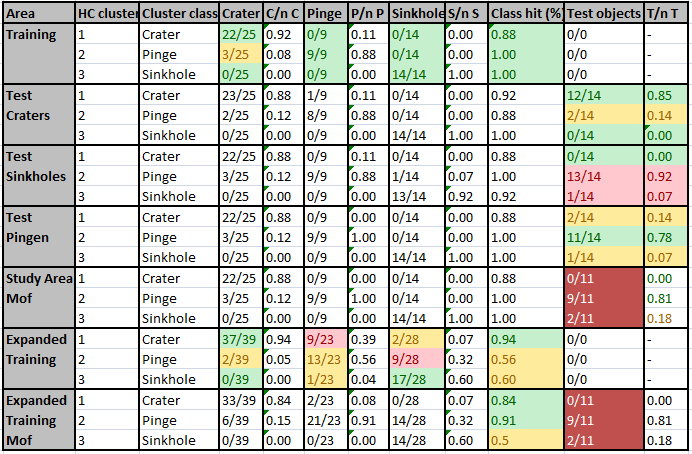 Area HC cluster Cluster class Crater C/n C Pinge P/n P Sinkhole S/n S Class hit (%) Test objects T/n T
Training 1 Crater 22/25 0.92 0/9 0.11 0/14 0.00 0.88 0/0 -
2 Pinge 3/25 0.08 9/9 0.88 0/14 0.00 1.00 0/0 -
3 Sinkhole 0/25 0.00 0/9 0.00 14/14 1.00 1.00 0/0 -
Test 1 Crater 23/25 0.88 1/9 0.11 0/14 0.00 0.92 12/14 0.85
Craters 2 Pinge 2/25 0.12 8/9 0.88 0/14 0.00 0.88 2/14 0.14
3 Sinkhole 0/25 0.00 0/9 0.00 14/14 1.00 1.00 0/14 0.00
Test 1 Crater 22/25 0.88 0/9 0.11 0/14 0.00 0.88 0/14 0.00
Sinkholes 2 Pinge 3/25 0.12 9/9 0.88 1/14 0.07 1.00 13/14 0.92
3 Sinkhole 0/25 0.00 0/9 0.00 13/14 0.92 0.92 1/14 0.07
Test 1 Crater 22/25 0.88 0/9 0.00 0/14 0.00 0.88 2/14 0.14
Pingen 2 Pinge 3/25 0.12 9/9 1.00 0/14 0.00 1.00 11/14 0.78
3 Sinkhole 0/25 0.00 0/9 0.00 14/14 1.00 1.00 1/14 0.07
Study Area 1 Crater 22/25 0.88 0/9 0.00 0/14 0.00 0.88 0/11 0.00
Mof 2 Pinge 3/25 0.12 9/9 1.00 0/14 0.00 1.00 9/11 0.81
3 Sinkhole 0/25 0.00 0/9 0.00 14/14 1.00 1.00 2/11 0.18
Expanded 1 Crater 37/39 0.94 9/23 0.39 2/28 0.07 0.94 0/0 -
Training 2 Pinge 2/39 0.05 13/23 0.56 9/28 0.32 0.56 0/0 -
3 Sinkhole 0/39 0.00 1/23 0.04 17/28 0.60 0.60 0/0 -
Expanded 1 Crater 33/39 0.84 2/23 0.08 0/28 0.07 0.84 0/11 0.00
Training 2 Pinge 6/39 0.15 21/23 0.91 14/28 0.32 0.91 9/11 0.81
Mof 3 Sinkhole 0/39 0.00 0/23 0.00 14/28 0.60 0.5 2/11 0.18